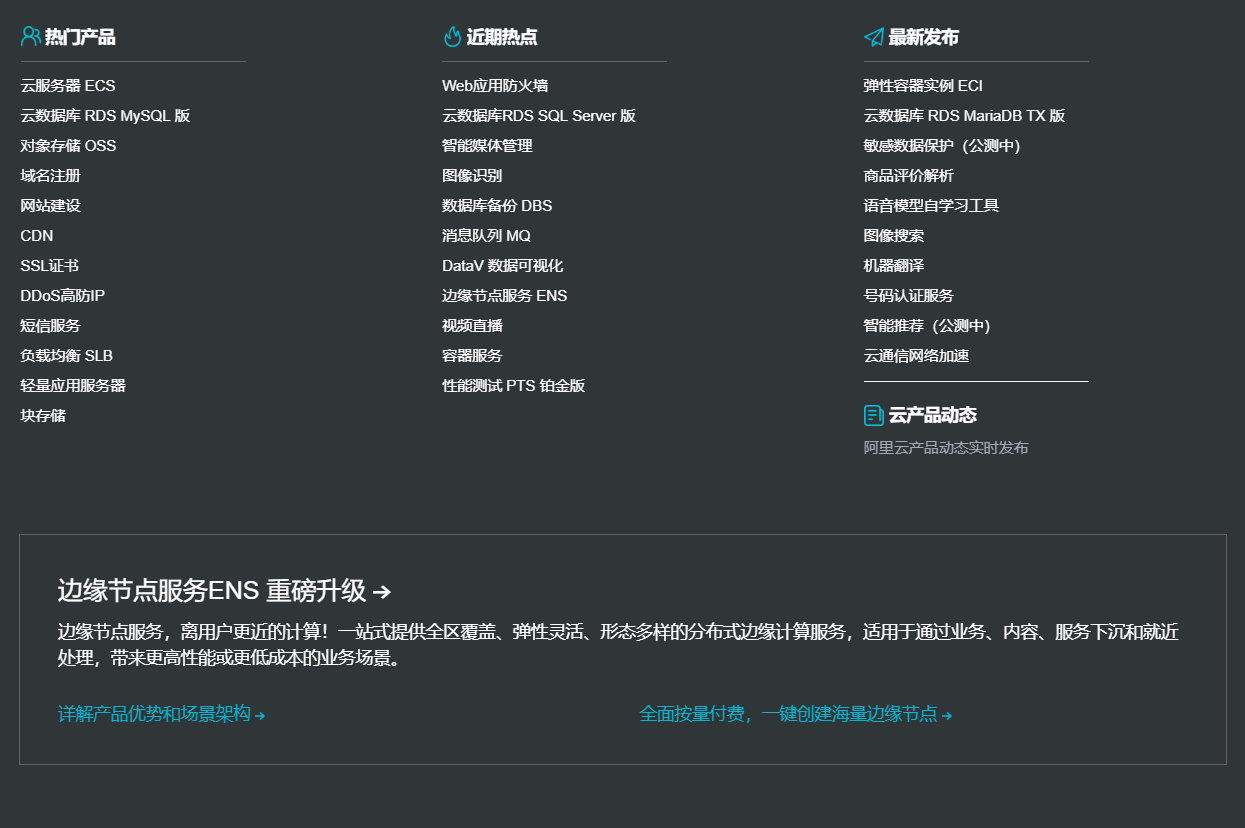 热门产品
云服务器 ECS
云数据库 RDS MySQL 版
对象存储 OSS
域名注册
网站建设
CDN
SSL证书
DDoS高防IP
短信服务
负载均衡 SLB
轻量应用服务器
块存储
近期热点
Web应用防火墙
云数据库RDS SQL Server 版
智能媒体管理
图像识别
数据库备份 DBS
消息队列 MQ
DataV 数据可视化
边缘节点服务 ENS
视频直播
容器服务
性能测试 PTS 铂金版
最新发布
弹性容器实例 ECI
云数据库 RDS MariaDB TX 版
敏感数据保护（公测中）
商品评价解析
语音模型自学习工具
图像搜索
机器翻译
号码认证服务
智能推荐（公测中）
云通信网络加速
云产品动态
阿里云产品动态实时发布
边缘节点服务ENS 重磅升级 →
边缘节点服务，离用户更近的计算！一站式提供全区覆盖、弹性灵活、形态多样的分布式边缘计算服务，适用于通过业务、内容、服务下沉和就近
处理，带来更高性能或更低成本的业务场景。
详解产品优势和场景架构 →
全面按量付费，一键创建海量边缘节点 →